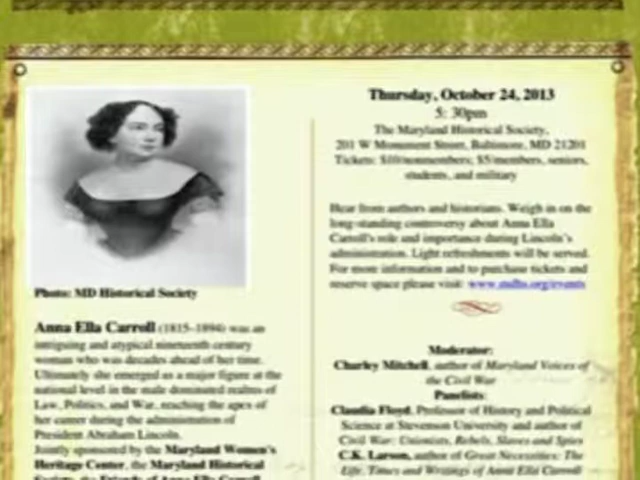 Photo: MD Historical Society
Anna Ella Carroll (1815-1894) was an
intriguing and atypical nineteenth century
woman who was decades ahead of her time.
Ultimately she emerged as a major figure at the
national level in the male dominated realms of
Law, Politics, and War, reaching the apex of
her career during the administration of
President Abraham Lincoln.
Jointly sponsored by the Maryland Women's
Heritage Center, the Maryland Historical
Society, the Friends of Anna Ella Carroll
Thursday, October 24, 2013
5: 30pm
The Maryland Historical Society,
201 W Monument Street, Baltimore, MD 21201
Tickets: $10/nonmembers; $5/members, seniors,
students, and military
Hear from authors and historians. Weigh in on the
long-standing controversy about Anna Ella
Carroll's role and importance during Lincoln's
administration. Light refreshments will be served.
For more information and to purchase tickets and
reserve space please visit: www.mdhs.org/events
Moderator:
Charley Mitchell, author of Maryland Voices of
the Civil War
Panelists:
Claudia Floyd, Professor of History and Political
Science at Stevenson University and author of
Civil War: Unionists, Rebels, Slaves and Spies
C.K. Larson, author of Great Necessities: The
Life, Times and Writings of Anna Ella Carroll